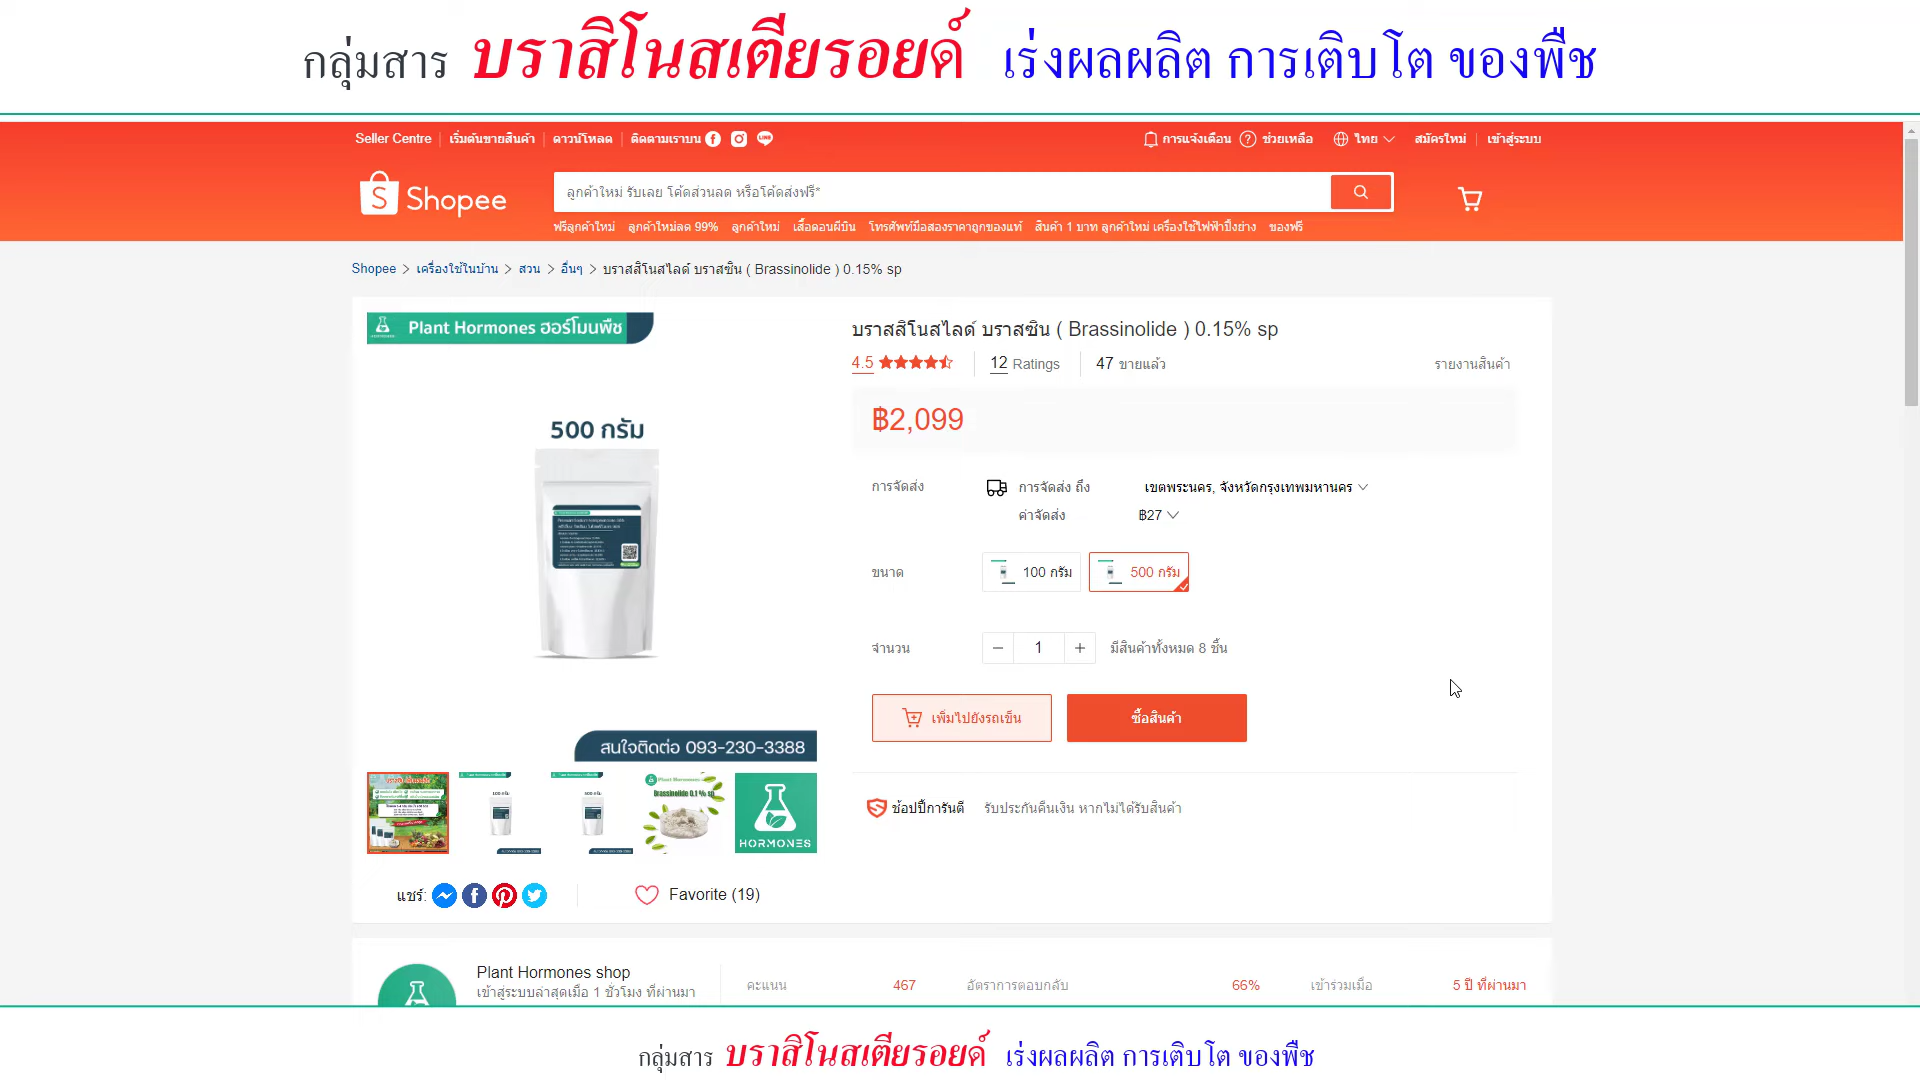 กลุ่มสาร บราสิโนสเตียรอยด์ เร่งผลผลิต การเติบโต ของพืช
Seller Centre เริ่มต้นขายสินค้า ดาวน์โหลด ติดตามเราบน การแจ้งเตือน ช่วยเหลือ ไทย สมัครใหม่ เข้าสู่ระบบ
Shopee
ลูกค้าใหม่ รับเลย โค้ดส่วนลด หรือโค้ดส่งฟรี*
ฟรีลูกค้าใหม่ ลูกค้าใหม่ลด 99% ลูกค้าใหม่ เสื้อดอนผีบิน โทรศัพท์มือสองราคาถูกของแท้ สินค้า 1 บาท ลูกค้าใหม่ เครื่องใช้ไฟฟ้าปิ้งย่าง ของฟรี
Shopee > เครื่องใช้ในบ้าน > สวน > อื่นๆ > บราสสิโนสไลด์ บราสซิน ( Brassinolide ) 0.15% sp
Plant Hormones ฮอร์โมนพืช
500 กรัม
สนใจติดต่อ 093-230-3388
Brassinolide 0.1 % sp
HORMONES
แชร์: Favorite (19)
บราสสิโนสไลด์ บราสซิน ( Brassinolide ) 0.15% sp
4.5 12 Ratings 47 ขายแล้ว รายงานสินค้า
฿2,099
การจัดส่ง การจัดส่ง ถึง เขตพระนคร, จังหวัดกรุงเทพมหานคร
ค่าจัดส่ง ฿27
ขนาด 100 กรัม 500 กรัม
จำนวน 1 มีสินค้าทั้งหมด 8 ชิ้น
เพิ่มไปยังรถเข็น ซื้อสินค้า
ช้อปปี้การันตี รับประกันคืนเงิน หากไม่ได้รับสินค้า
Plant Hormones shop
เข้าสู่ระบบล่าสุดเมื่อ 1 ชั่วโมง ที่ผ่านมา
คะแนน 467 อัตราการตอบกลับ 66% เข้าร่วมเมื่อ 5 ปี ที่ผ่านมา
กลุ่มสาร บราสิโนสเตียรอยด์ เร่งผลผลิต การเติบโต ของพืช